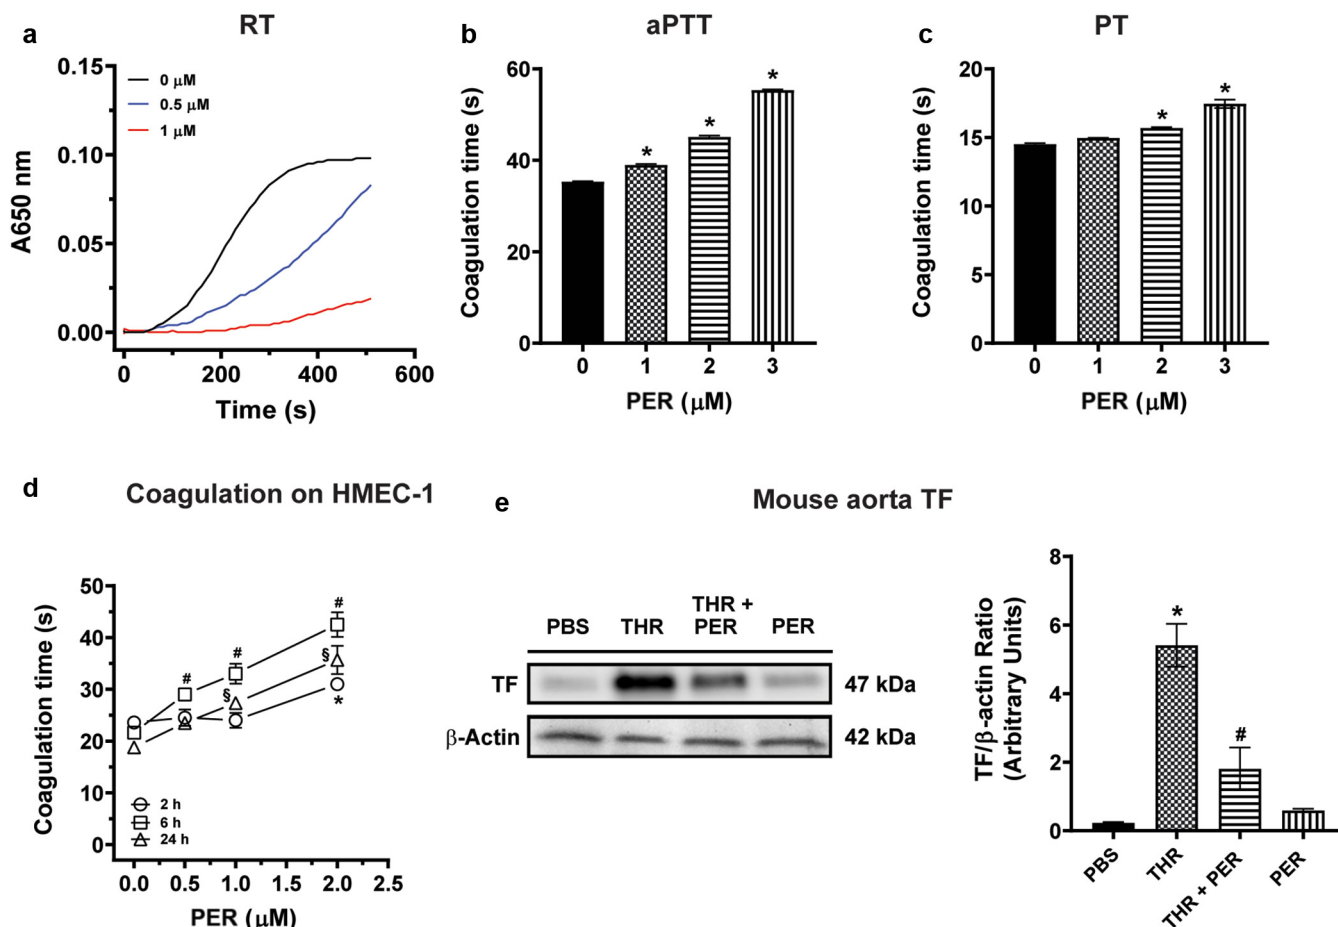 a
RT
A650 nm
0.15
0.10
0.05
0.00
0 μM
0.5 μM
1 μM
0 200 400 600
Time (s)
b
aPTT
Coagulation time (s)
60
40
20
0
*
*
*
0 1 2 3
PER (μM)
c
PT
Coagulation time (s)
20
15
10
5
0
*
*
0 1 2 3
PER (μM)
d
Coagulation on HMEC-1
Coagulation time (s)
50
40
30
20
10
0
#
#
#
§
§
*
2 h
6 h
24 h
0.0 0.5 1.0 1.5 2.0 2.5
PER (μM)
e
Mouse aorta TF
PBS THR THR + PER PER
TF 47 kDa
β-Actin 42 kDa
TF/β-actin Ratio
(Arbitrary Units)
8
6
4
2
0
*
#
PBS
THR
THR + PER
PER